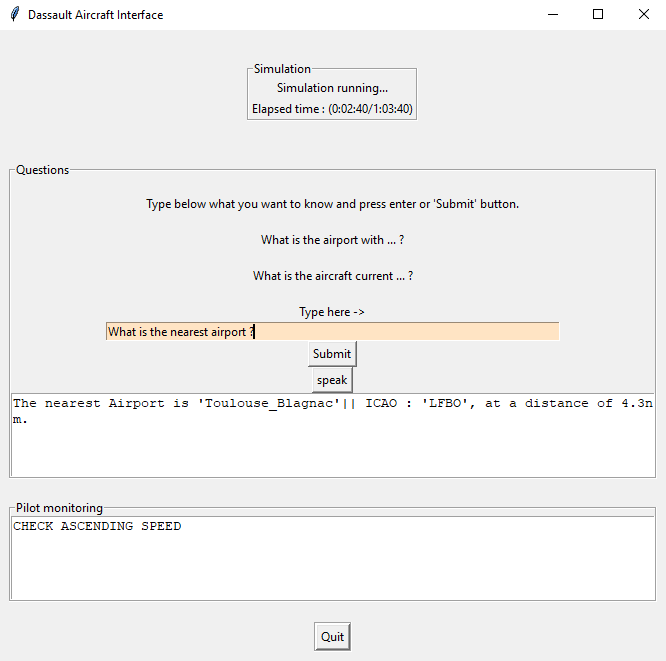 Dassault Aircraft Interface
Simulation
Simulation running...
Elapsed time : (0:02:40/1:03:40)
Questions
Type below what you want to know and press enter or 'Submit' button.
What is the airport with ... ?
What is the aircraft current ... ?
Type here ->
What is the nearest airport ?
Submit
speak
The nearest Airport is 'Toulouse_Blagnac'|| ICAO : 'LFBO', at a distance of 4.3n
m.
Pilot monitoring
CHECK ASCENDING SPEED
Quit